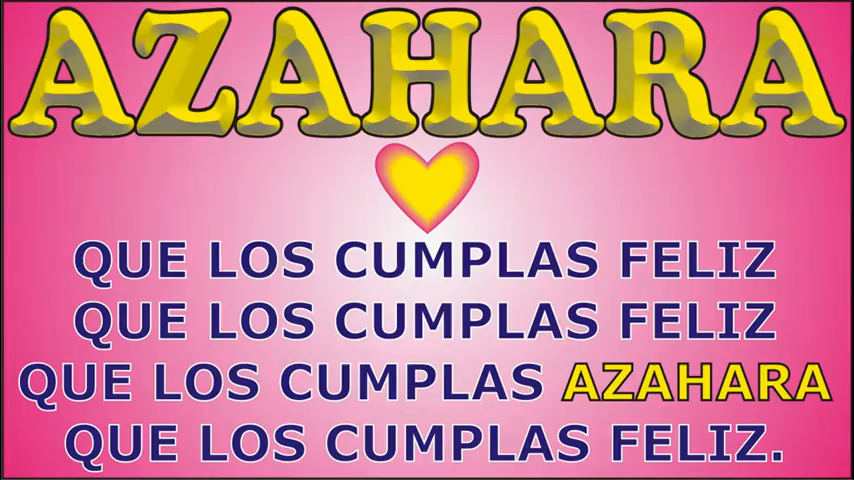 AZAHARA
QUE LOS CUMPLAS FELIZ
QUE LOS CUMPLAS FELIZ
QUE LOS CUMPLAS AZAHARA
QUE LOS CUMPLAS FELIZ.